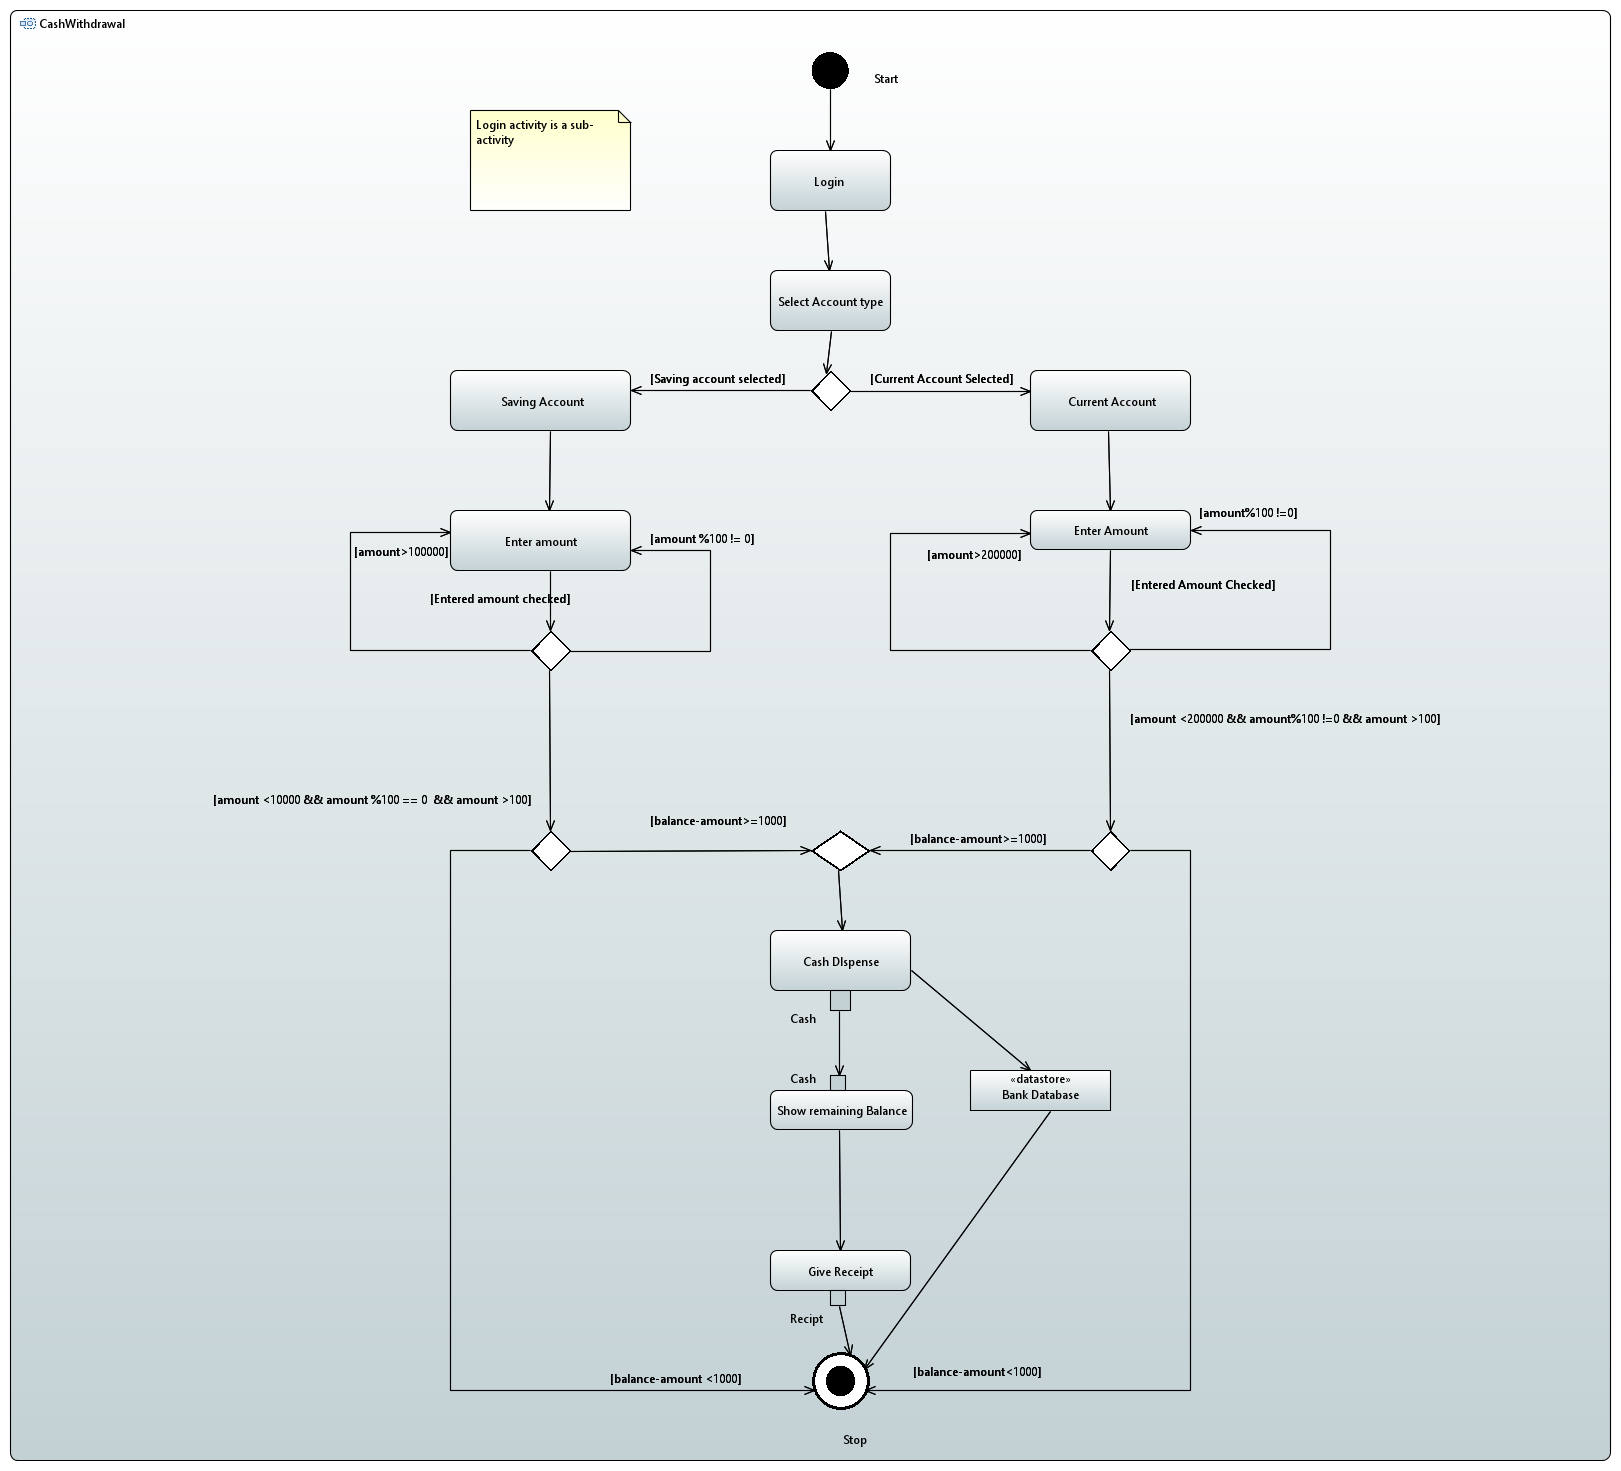 CashWithdrawal
Start
Login activity is a sub-
activity
Login
Select Account type
[Saving account selected]
[Current Account Selected]
Saving Account
Current Account
Enter amount
[amount>100000]
[amount %100 != 0]
[Entered amount checked]
Enter Amount
[amount%100 !=0]
[amount>200000]
[Entered Amount Checked]
[amount <200000 && amount%100 !=0 && amount >100]
[amount <10000 && amount %100 == 0  && amount >100]
[balance-amount>=1000]
[balance-amount>=1000]
Cash DIspense
Cash
Cash
Show remaining Balance
«datastore»
Bank Database
Give Receipt
Recipt
[balance-amount <1000]
[balance-amount<1000]
Stop